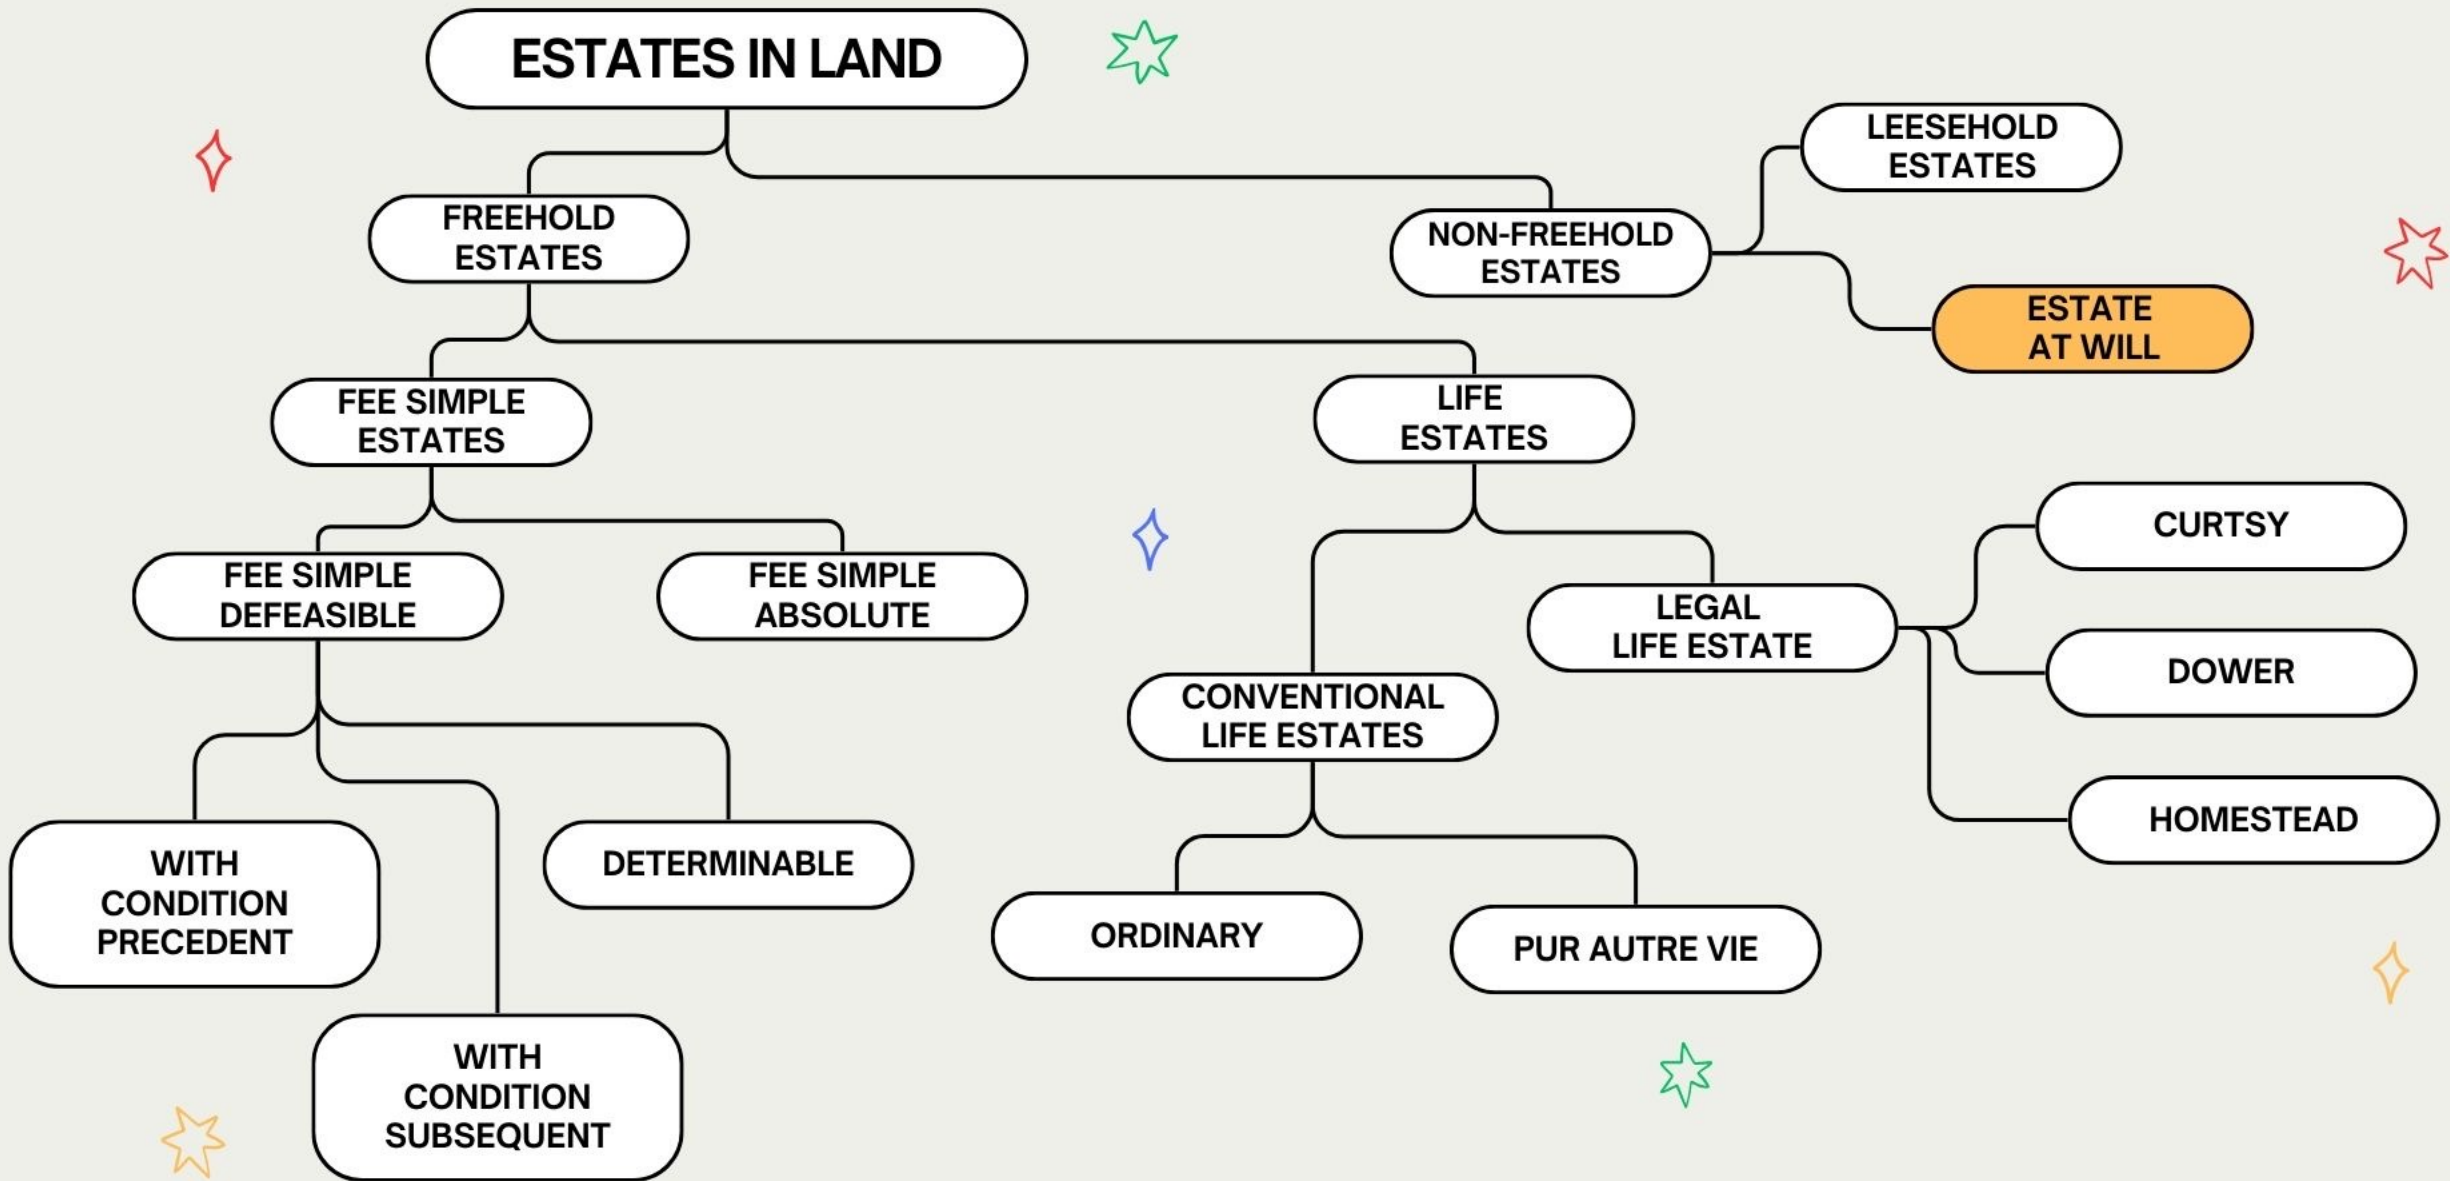 ESTATES IN LAND
LEESEHOLD
ESTATES
FREEHOLD
ESTATES
NON-FREEHOLD
ESTATES
ESTATE
AT WILL
FEE SIMPLE
ESTATES
LIFE
ESTATES
CURTSY
FEE SIMPLE
DEFEASIBLE
FEE SIMPLE
ABSOLUTE
LEGAL
LIFE ESTATE
DOWER
CONVENTIONAL
LIFE ESTATES
HOMESTEAD
WITH
CONDITION
PRECEDENT
DETERMINABLE
ORDINARY
PUR AUTRE VIE
WITH
CONDITION
SUBSEQUENT